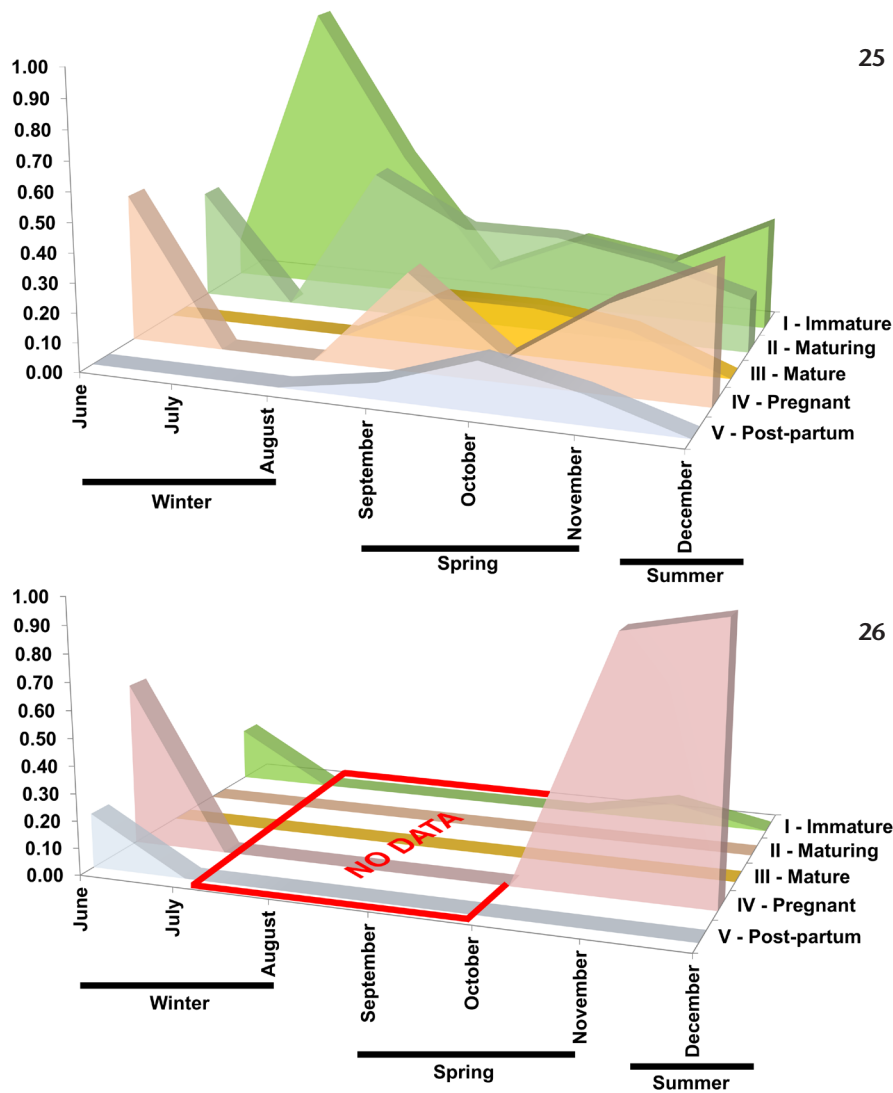 25
1.00
0.90
0.80
0.70
0.60
0.50
0.40
0.30
0.20
0.10
0.00
I - Immature
II - Maturing
III - Mature
IV - Pregnant
V - Post-partum
June
July
August
September
October
November
December
Winter
Spring
Summer
26
1.00
0.90
0.80
0.70
0.60
0.50
0.40
0.30
0.20
0.10
0.00
NO DATA
I - Immature
II - Maturing
III - Mature
IV - Pregnant
V - Post-partum
June
July
August
September
October
November
December
Winter
Spring
Summer